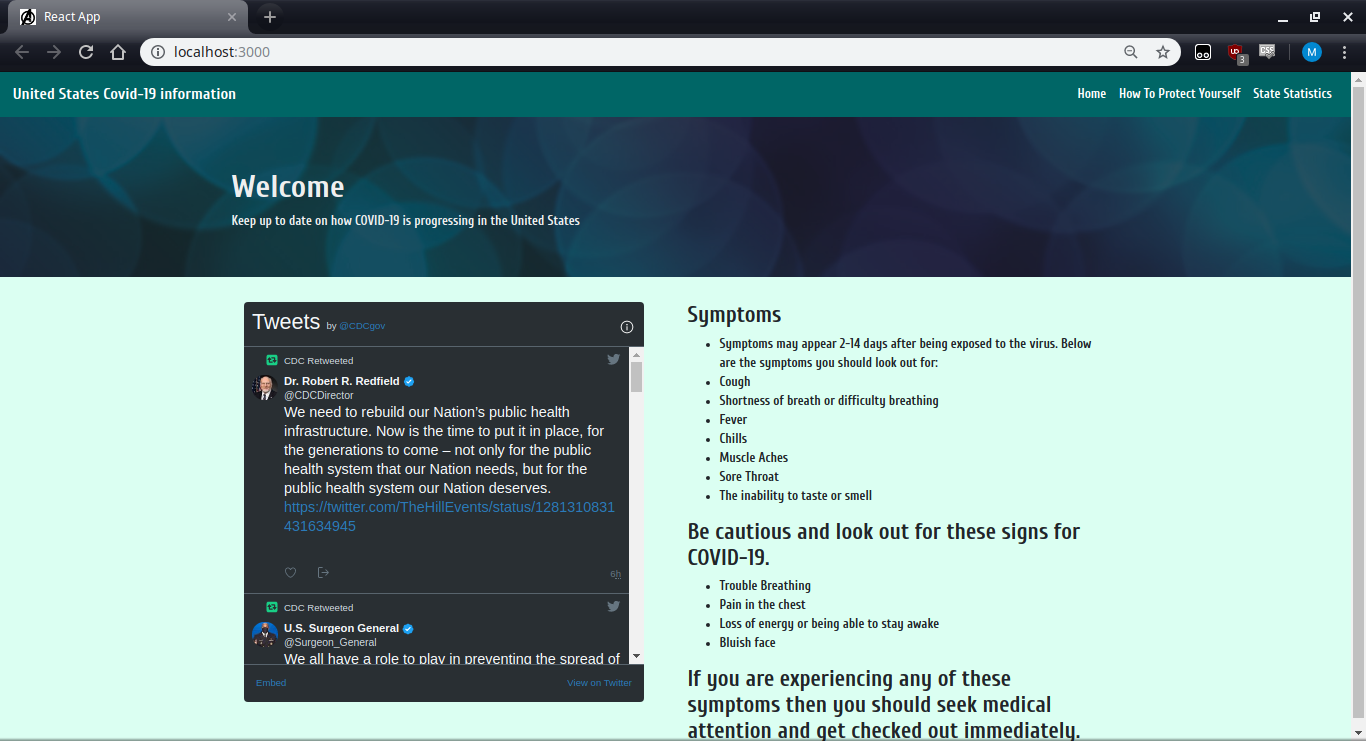 React App
localhost:3000
UD
3
CSP
M
United States Covid-19 information
Home How To Protect Yourself State Statistics
Welcome
Keep up to date on how COVID-19 is progressing in the United States
Tweets by @CDCgov
CDC Retweeted
Dr. Robert R. Redfield
@CDCDirector
We need to rebuild our Nation’s public health
infrastructure. Now is the time to put it in place, for
the generations to come – not only for the public
health system that our Nation needs, but for the
public health system our Nation deserves.
https://twitter.com/TheHillEvents/status/1281310831
431634945
6h
CDC Retweeted
U.S. Surgeon General
@Surgeon_General
We all have a role to play in preventing the spread of
Embed View on Twitter
Symptoms
Symptoms may appear 2-14 days after being exposed to the virus. Below
are the symptoms you should look out for:
Cough
Shortness of breath or difficulty breathing
Fever
Chills
Muscle Aches
Sore Throat
The inability to taste or smell
Be cautious and look out for these signs for
COVID-19.
Trouble Breathing
Pain in the chest
Loss of energy or being able to stay awake
Bluish face
If you are experiencing any of these
symptoms then you should seek medical
attention and get checked out immediately.